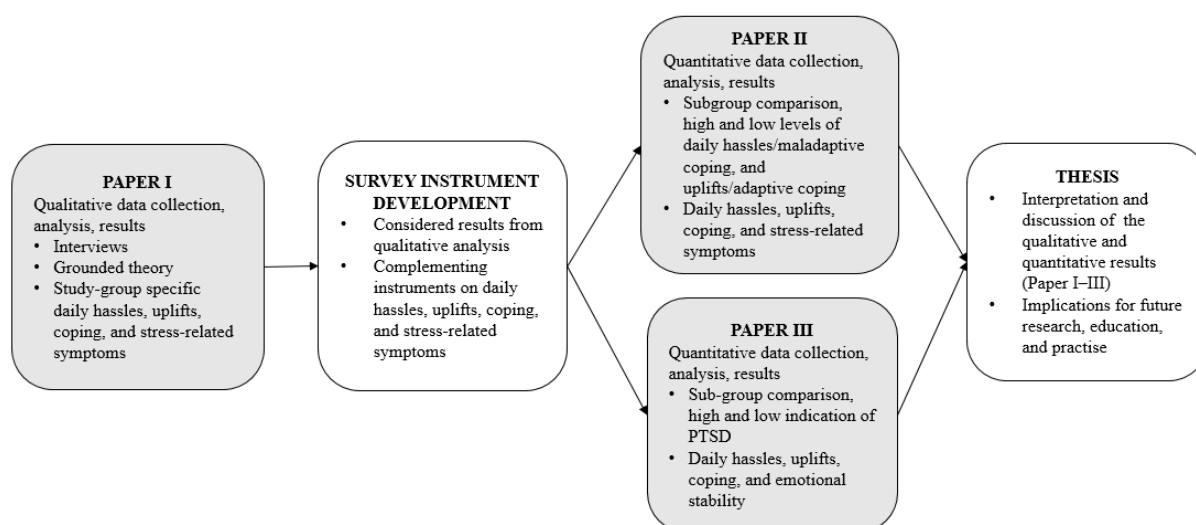 PAPER I
Qualitative data collection,
analysis, results
• Interviews
• Grounded theory
• Study-group specific
daily hassles, uplifts,
coping, and stress-related
symptoms
SURVEY INSTRUMENT
DEVELOPMENT
• Considered results from
qualitative analysis
• Complementing
instruments on daily
hassles, uplifts, coping,
and stress-related
symptoms
PAPER II
Quantitative data collection,
analysis, results
• Subgroup comparison,
high and low levels of
daily hassles/maladaptive
coping, and
uplifts/adaptive coping
• Daily hassles, uplifts,
coping, and stress-related
symptoms
PAPER III
Quantitative data collection,
analysis, results
• Sub-group comparison,
high and low indication of
PTSD
• Daily hassles, uplifts,
coping, and emotional
stability
THESIS
• Interpretation and
discussion of the
qualitative and
quantitative results
(Paper I–III)
• Implications for future
research, education,
and practise